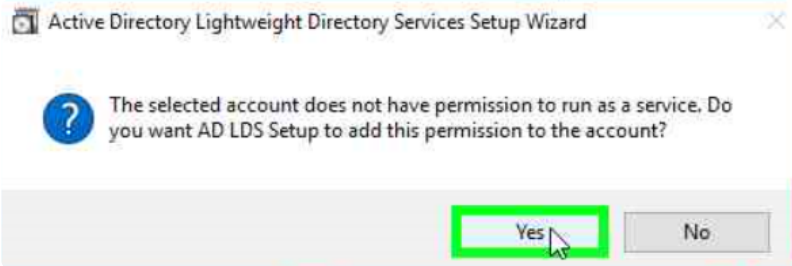 Active Directory Lightweight Directory Services Setup Wizard
The selected account does not have permission to run as a service. Do
you want AD LDS Setup to add this permission to the account?
Yes
No